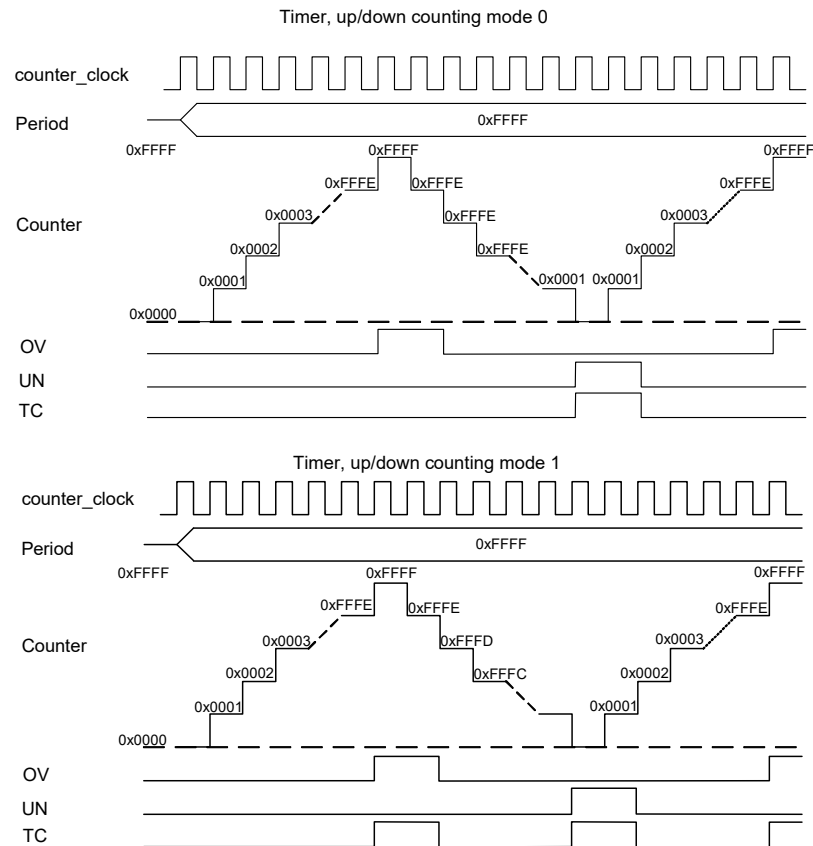 Timer, up/down counting mode 0
counter_clock
Period
0xFFFF
0xFFFF 0xFFFF 0xFFFF
0xFFFE 0xFFFE 0xFFFE
0x0003 0xFFFE 0x0003
Counter
0x0002 0xFFFE 0x0002
0x0001 0x0001 0x0001
0x0000
OV
UN
TC
Timer, up/down counting mode 1
counter_clock
Period
0xFFFF
0xFFFF 0xFFFF 0xFFFF
0xFFFE 0xFFFE 0xFFFE
0x0003 0xFFFD 0x0003
Counter
0x0002 0xFFFC 0x0002
0x0001 0x0001
0x0000
OV
UN
TC